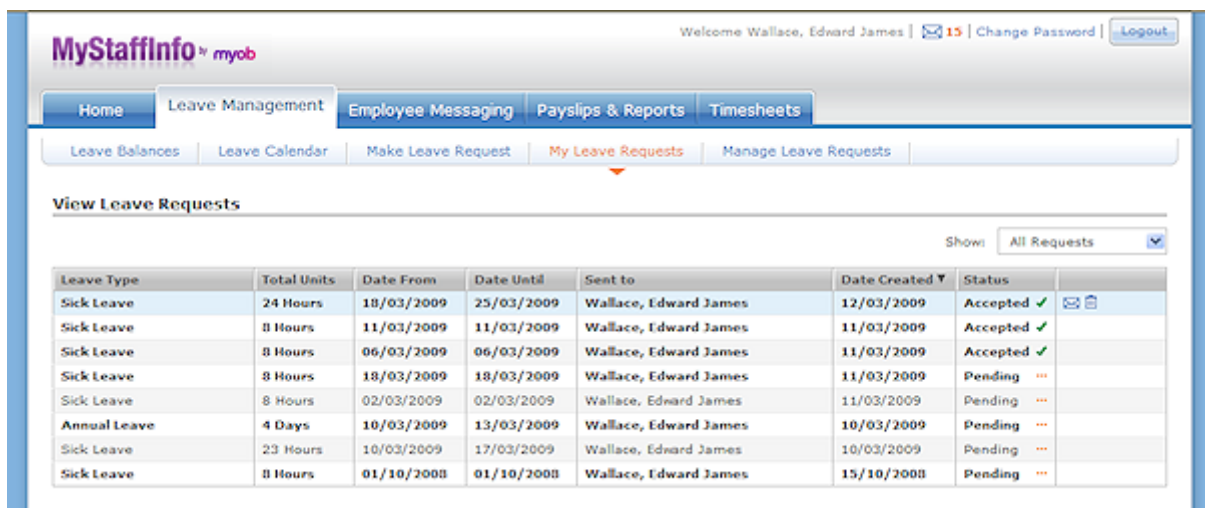 Welcome Wallace, Edward James | 15 | Change Password | Logout
MyStaffInfo by myob
Home Leave Management Employee Messaging Payslips & Reports Timesheets
Leave Balances Leave Calendar Make Leave Request My Leave Requests Manage Leave Requests
View Leave Requests
Show: All Requests
Leave Type Total Units Date From Date Until Sent to Date Created Status
Sick Leave 24 Hours 18/03/2009 25/03/2009 Wallace, Edward James 12/03/2009 Accepted
Sick Leave 8 Hours 11/03/2009 11/03/2009 Wallace, Edward James 11/03/2009 Accepted
Sick Leave 8 Hours 06/03/2009 06/03/2009 Wallace, Edward James 11/03/2009 Accepted
Sick Leave 8 Hours 18/03/2009 18/03/2009 Wallace, Edward James 11/03/2009 Pending
Sick Leave 8 Hours 02/03/2009 02/03/2009 Wallace, Edward James 11/03/2009 Pending
Annual Leave 4 Days 10/03/2009 13/03/2009 Wallace, Edward James 10/03/2009 Pending
Sick Leave 23 Hours 10/03/2009 17/03/2009 Wallace, Edward James 10/03/2009 Pending
Sick Leave 8 Hours 01/10/2008 01/10/2008 Wallace, Edward James 15/10/2008 Pending